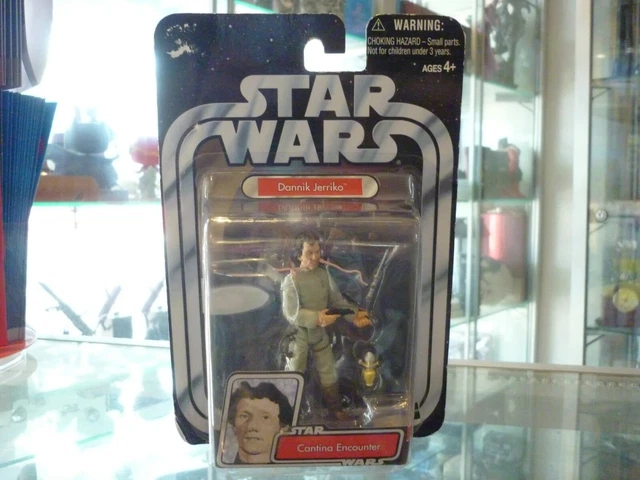 WARNING:
CHOKING HAZARD – Small parts.
Not for children under 3 years.
AGES 4+
STAR
WARS
Dannik Jerriko™
STAR
Cantina Encounter
WARS